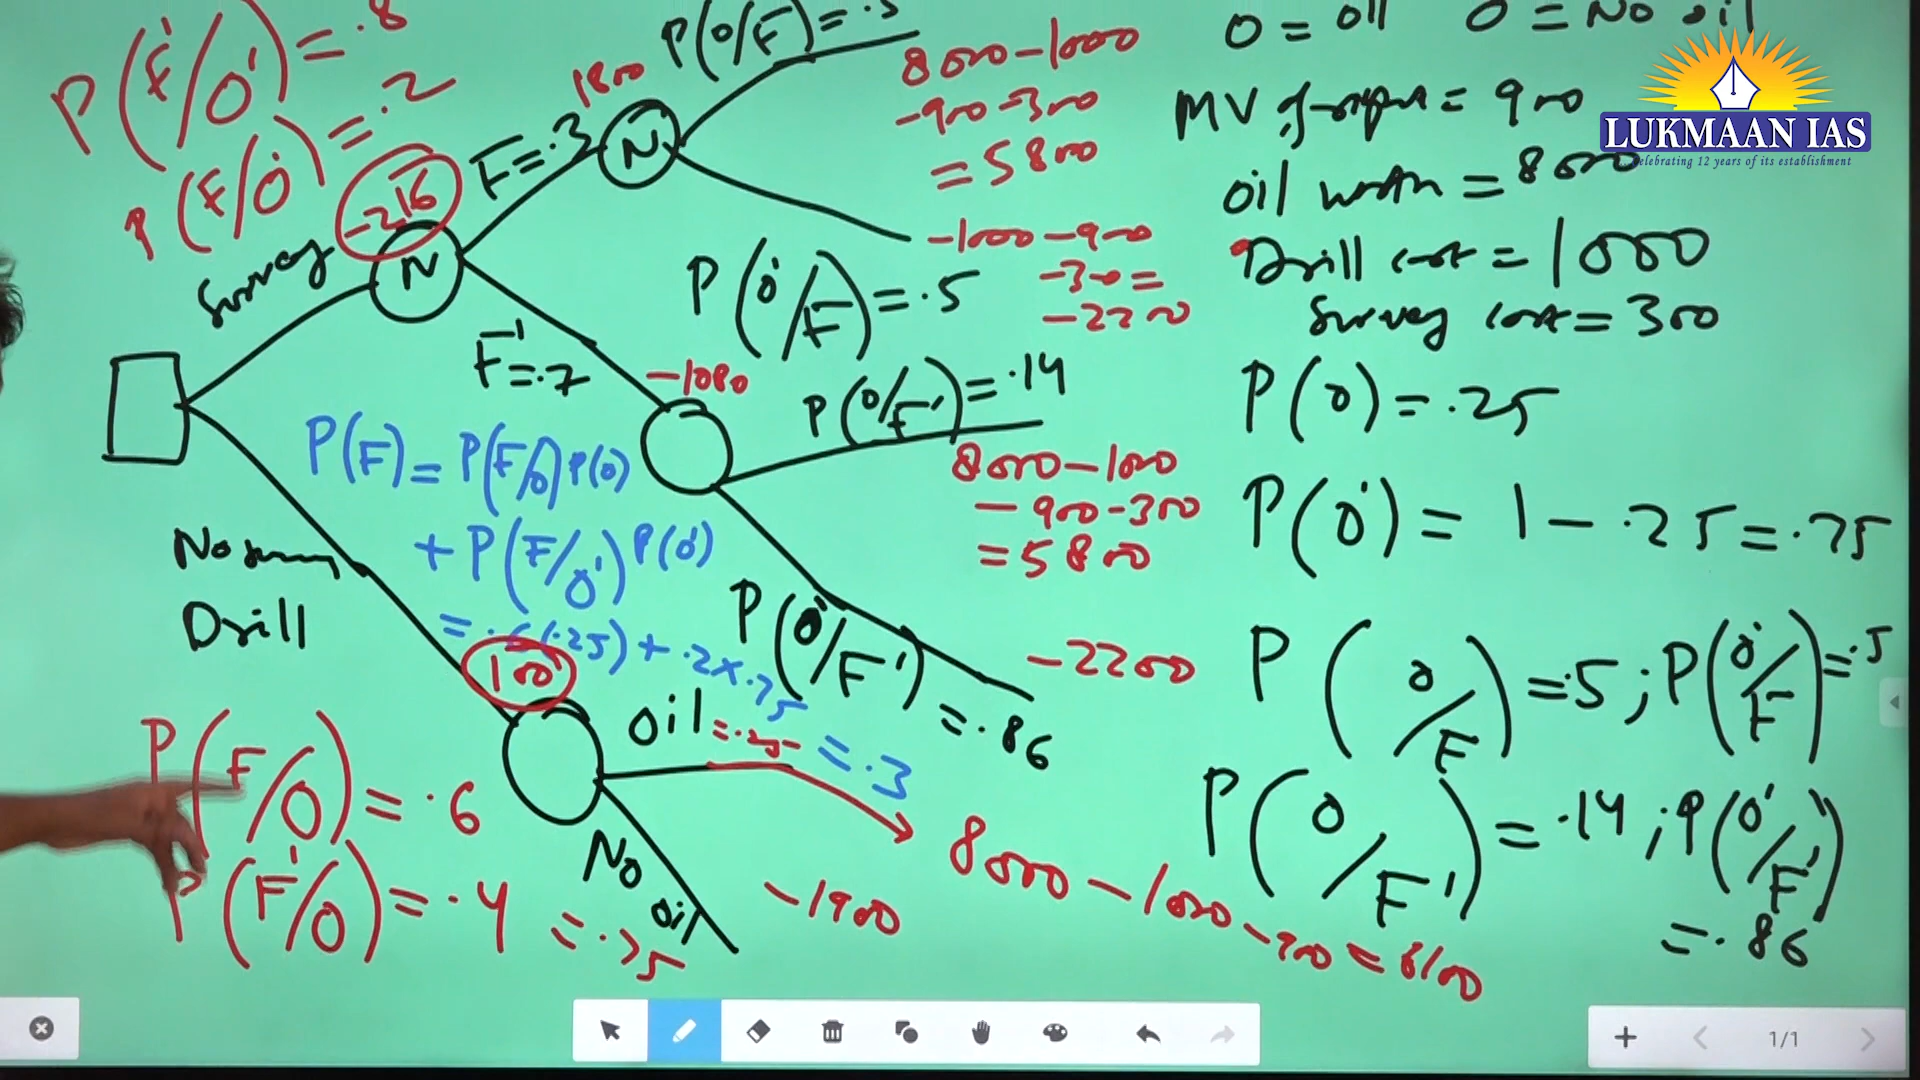 P(F'/O') = .8
P(F/O') = .2
-216
Survey
N
F = .3
1800
N
P(O/F) = .5
8000 - 1000
- 900 - 300
= 5800
-1000 - 900
-300 =
-2200
P(O'/F) = .5
F' = .7
-1080
P(O/F') = .14
8000 - 1000
- 900 - 300
= 5800
P(O'/F') = .86
-2200
P(F) = P(F/O) P(O)
+ P(F/O') P(O')
= .6(.25) + .2x.75
= .3
No
Drill
100
Oil = .25
No oil
= .75
-1900
8000 - 1000 - 900 = 6100
P(F/O) = .6
P(F'/O) = .4
O = oil O' = No oil
MV of = 900
oil worth = 8000
Drill cost = 1000
Survey cost = 300
P(O) = .25
P(O') = 1 - .25 = .75
P(O/F) = .5 ; P(O'/F) = .5
P(O/F') = .14 ; P(O'/F')
= .86
LUKMAAN IAS
Celebrating 12 years of its establishment
1/1